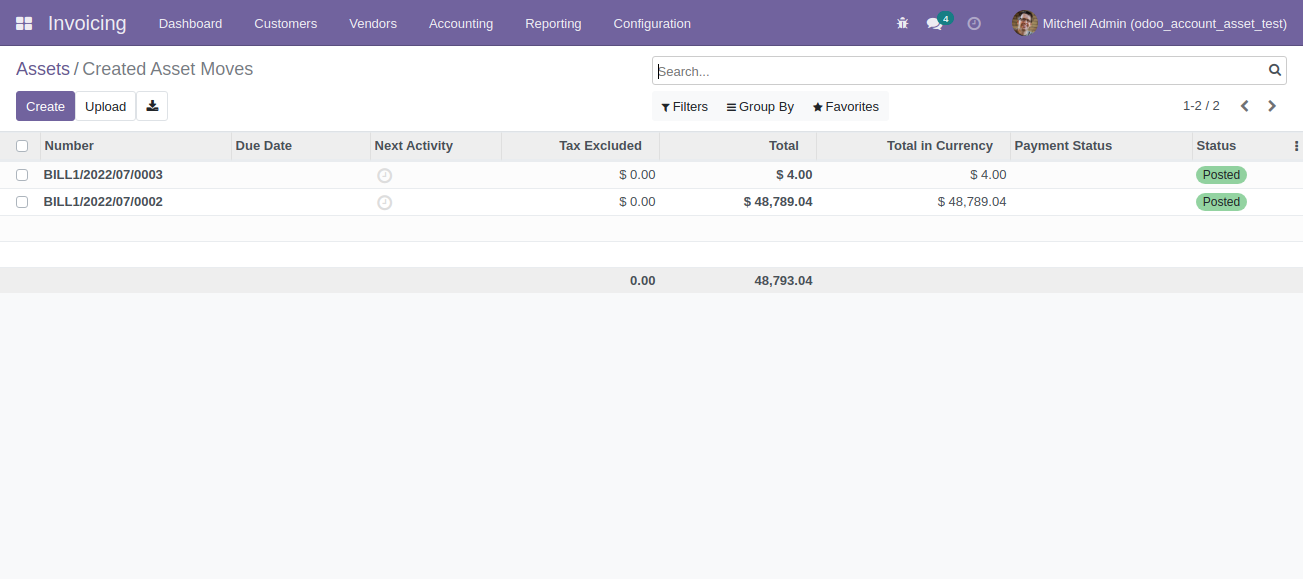 Invoicing Dashboard Customers Vendors Accounting Reporting Configuration 4 Mitchell Admin (odoo_account_asset_test)
Assets / Created Asset Moves
Search...
Create Upload Filters Group By Favorites 1-2 / 2
Number Due Date Next Activity Tax Excluded Total Total in Currency Payment Status Status
BILL1/2022/07/0003 $ 0.00 $ 4.00 $ 4.00 Posted
BILL1/2022/07/0002 $ 0.00 $ 48,789.04 $ 48,789.04 Posted
0.00 48,793.04